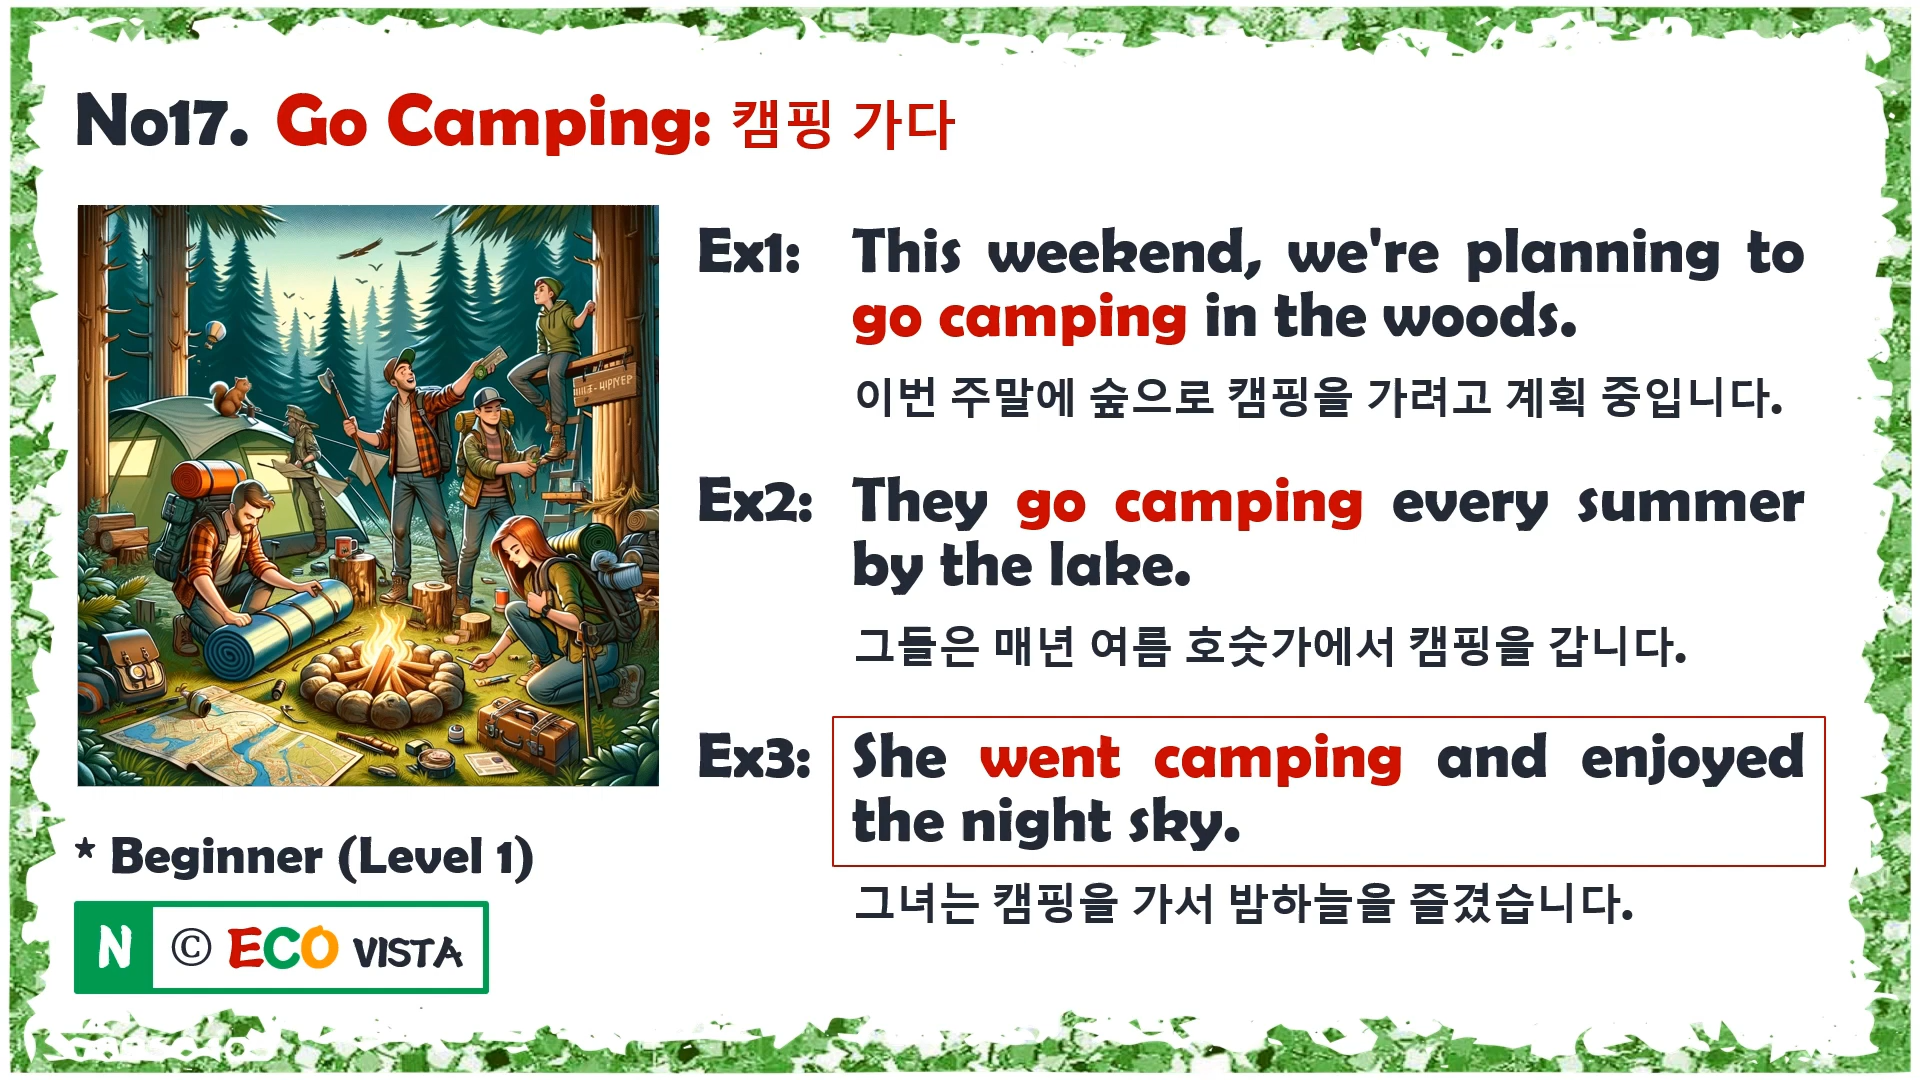 No17. Go Camping: 캠핑 가다
Ex1: This weekend, we're planning to
go camping in the woods.
이번 주말에 숲으로 캠핑을 가려고 계획 중입니다.
Ex2: They go camping every summer
by the lake.
그들은 매년 여름 호숫가에서 캠핑을 갑니다.
Ex3: She went camping and enjoyed
the night sky.
그녀는 캠핑을 가서 밤하늘을 즐겼습니다.
* Beginner (Level 1)
N © ECO VISTA